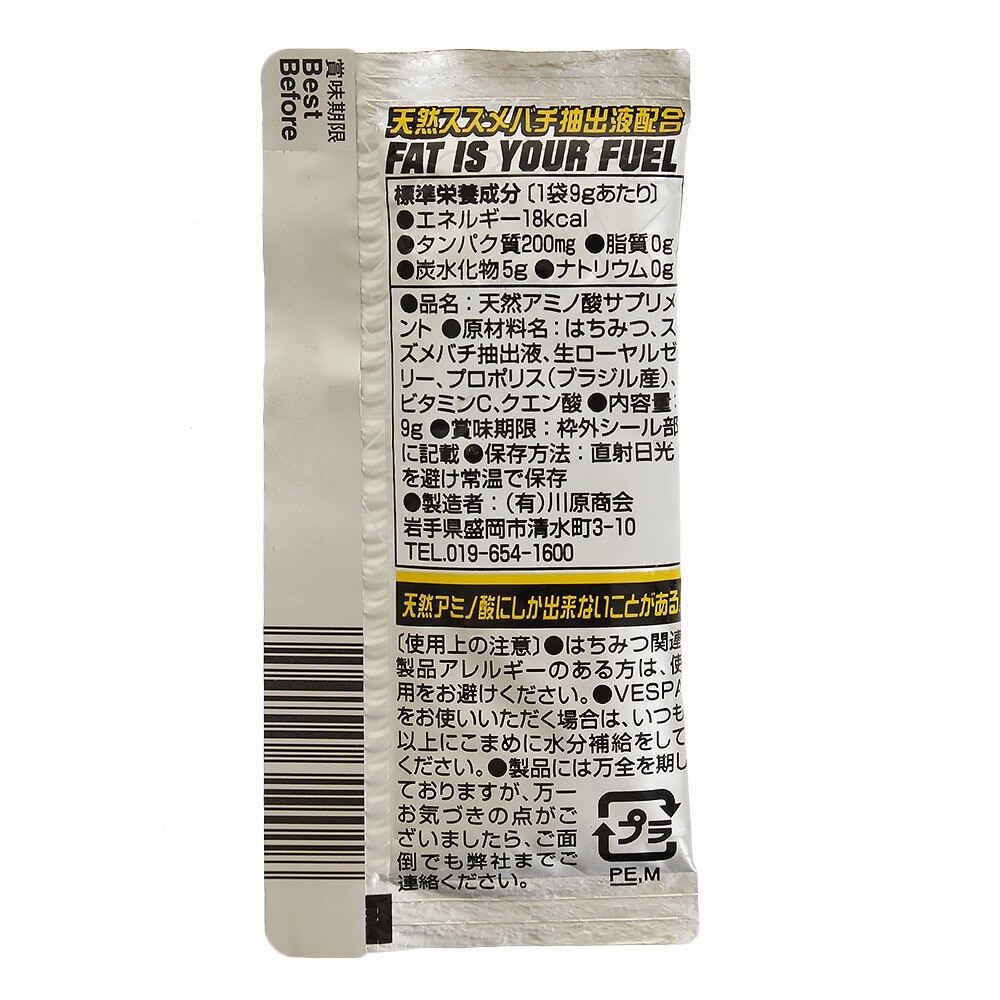 賞味期限
Best
Before
天然スズメバチ抽出液配合
FAT IS YOUR FUEL
標準栄養成分〔1袋9gあたり〕
●エネルギー18kcal
●タンパク質200mg ●脂質0g
●炭水化物5g ●ナトリウム0g
●品名：天然アミノ酸サプリメ
ント ●原材料名：はちみつ、ス
ズメバチ抽出液、生ローヤルゼ
リー、プロポリス(ブラジル産)、
ビタミンC、クエン酸 ●内容量：
9g ●賞味期限：枠外シール部
に記載 ●保存方法：直射日光
を避け常温で保存
●製造者：(有)川原商会
岩手県盛岡市清水町3-10
TEL.019-654-1600
天然アミノ酸にしか出来ないことがある。
〔使用上の注意〕●はちみつ関連
製品アレルギーのある方は、使
用をお避けください。●VESPA
をお使いいただく場合は、いつも
以上にこまめに水分補給をして
ください。●製品には万全を期し
ておりますが、万一
お気づきの点がご
ざいましたら、ご面
倒でも弊社までご
連絡ください。
プラ
PE,M